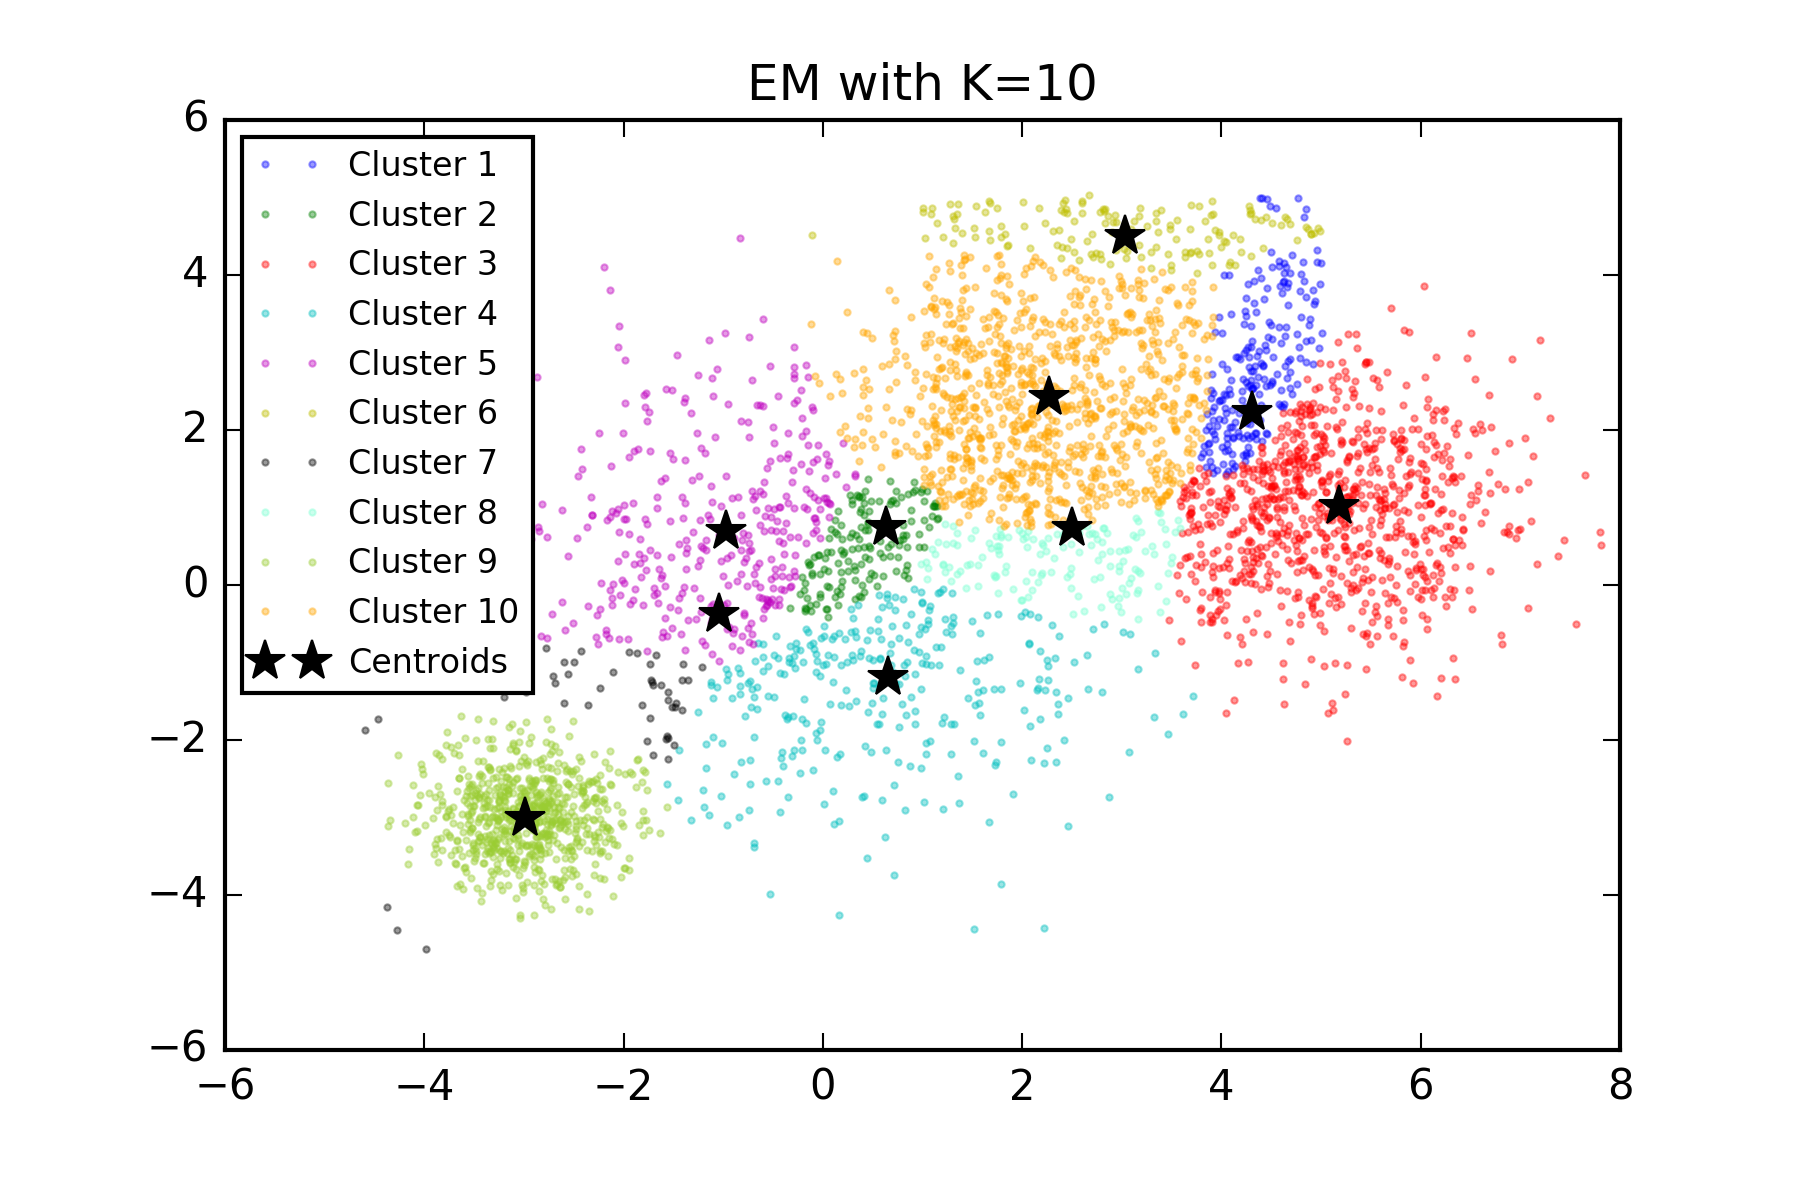 EM with K=10
6
4
2
0
−2
−4
−6
Cluster 1
Cluster 2
Cluster 3
Cluster 4
Cluster 5
Cluster 6
Cluster 7
Cluster 8
Cluster 9
Cluster 10
Centroids
−6 −4 −2 0 2 4 6 8